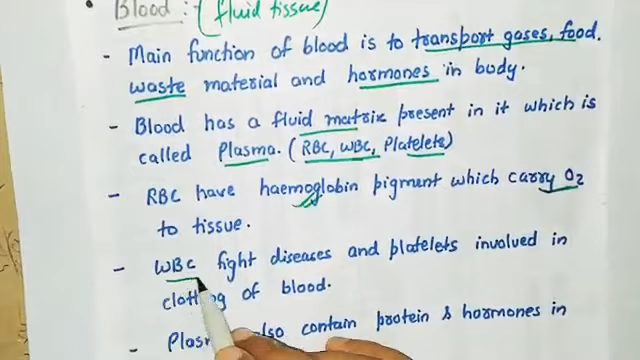 • Blood :- (fluid tissue)
- Main function of blood is to transport gases, food,
waste material and hormones in body.
- Blood has a fluid matrix present in it which is
called Plasma. (RBC, WBC, Platelets)
- RBC have haemoglobin pigment which carry O2
to tissue.
- WBC fight diseases and platelets involved in
clotting of blood.
- also contain protein & hormones in